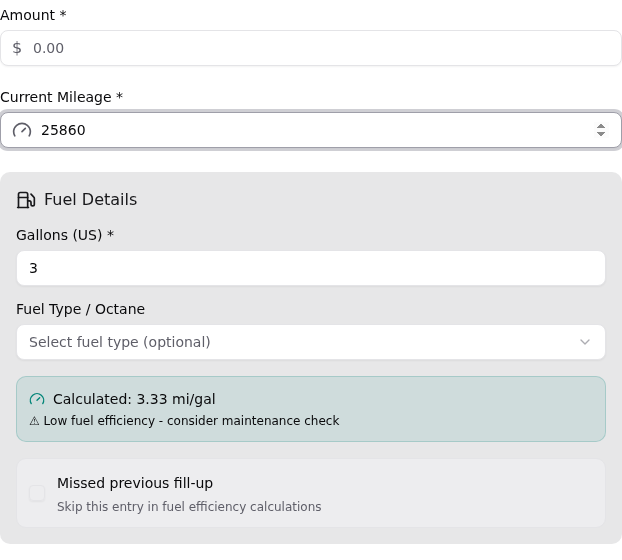 Amount *
$ 0.00
Current Mileage *
25860
Fuel Details
Gallons (US) *
3
Fuel Type / Octane
Select fuel type (optional)
Calculated: 3.33 mi/gal
⚠ Low fuel efficiency - consider maintenance check
Missed previous fill-up
Skip this entry in fuel efficiency calculations